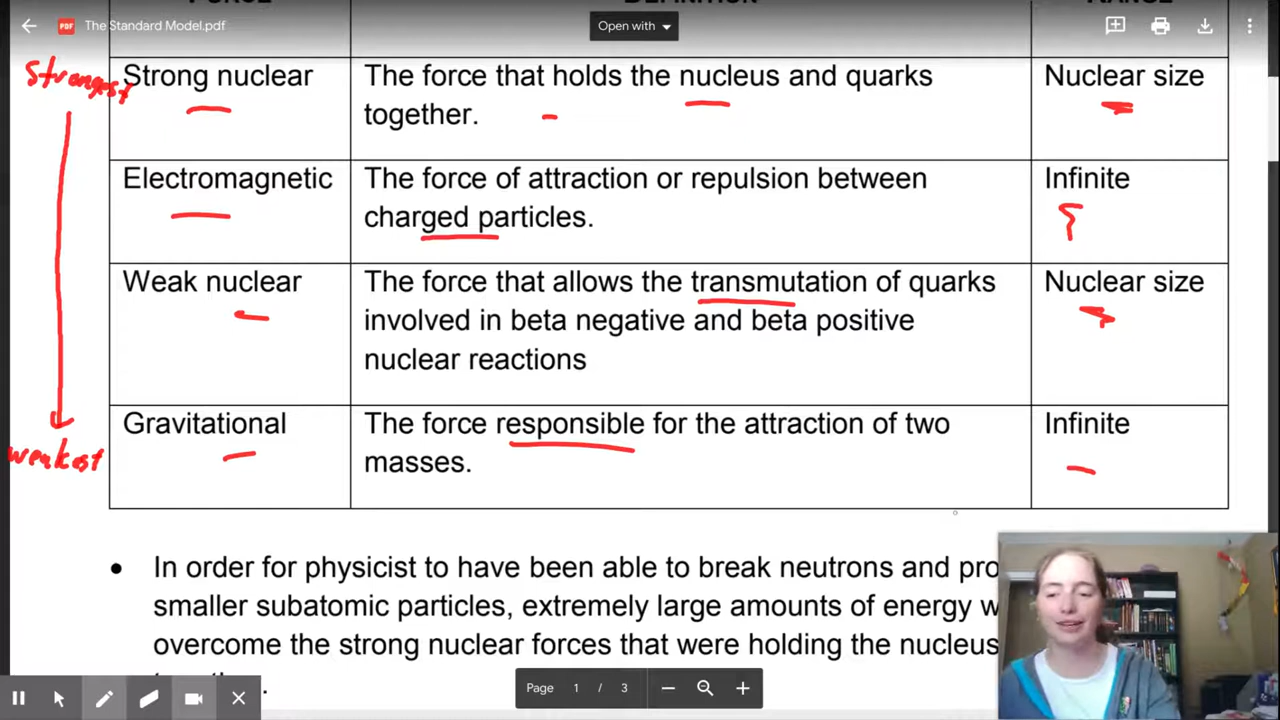 FORCE DEFINITION RANGE
The Standard Model.pdf
Open with
Strongest
Strong nuclear
The force that holds the nucleus and quarks
together.
Nuclear size
Electromagnetic
The force of attraction or repulsion between
charged particles.
Infinite
Weak nuclear
The force that allows the transmutation of quarks
involved in beta negative and beta positive
nuclear reactions
Nuclear size
Gravitational
The force responsible for the attraction of two
masses.
Infinite
weakest
• In order for physicist to have been able to break neutrons and pro
smaller subatomic particles, extremely large amounts of energy w
overcome the strong nuclear forces that were holding the nucleus
Page 1 / 3